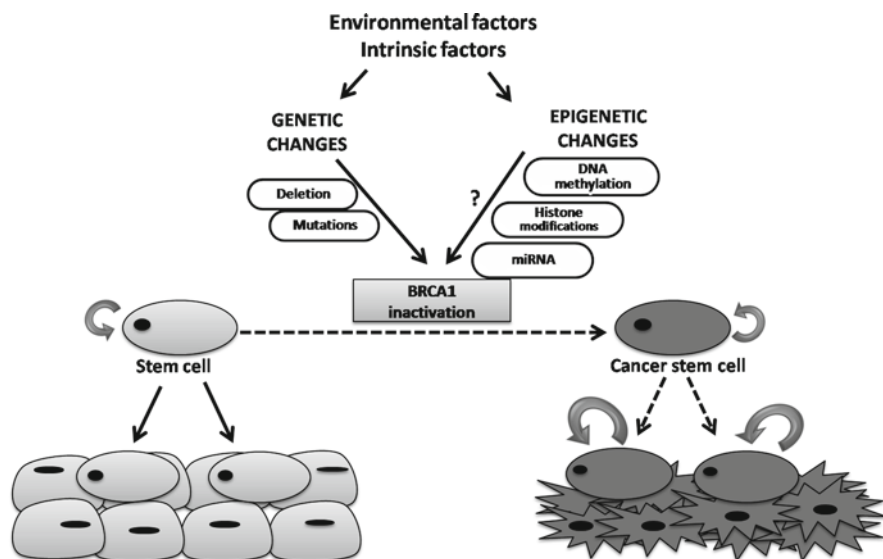 Environmental factors
Intrinsic factors
GENETIC
CHANGES
EPIGENETIC
CHANGES
Deletion
Mutations
?
DNA
methylation
Histone
modifications
miRNA
BRCA1
inactivation
Stem cell
Cancer stem cell